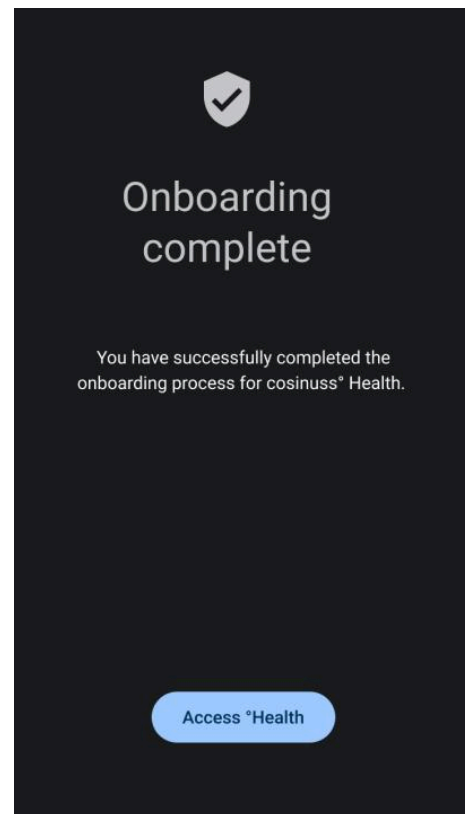 Onboarding
complete
You have successfully completed the
onboarding process for cosinuss° Health.
Access °Health